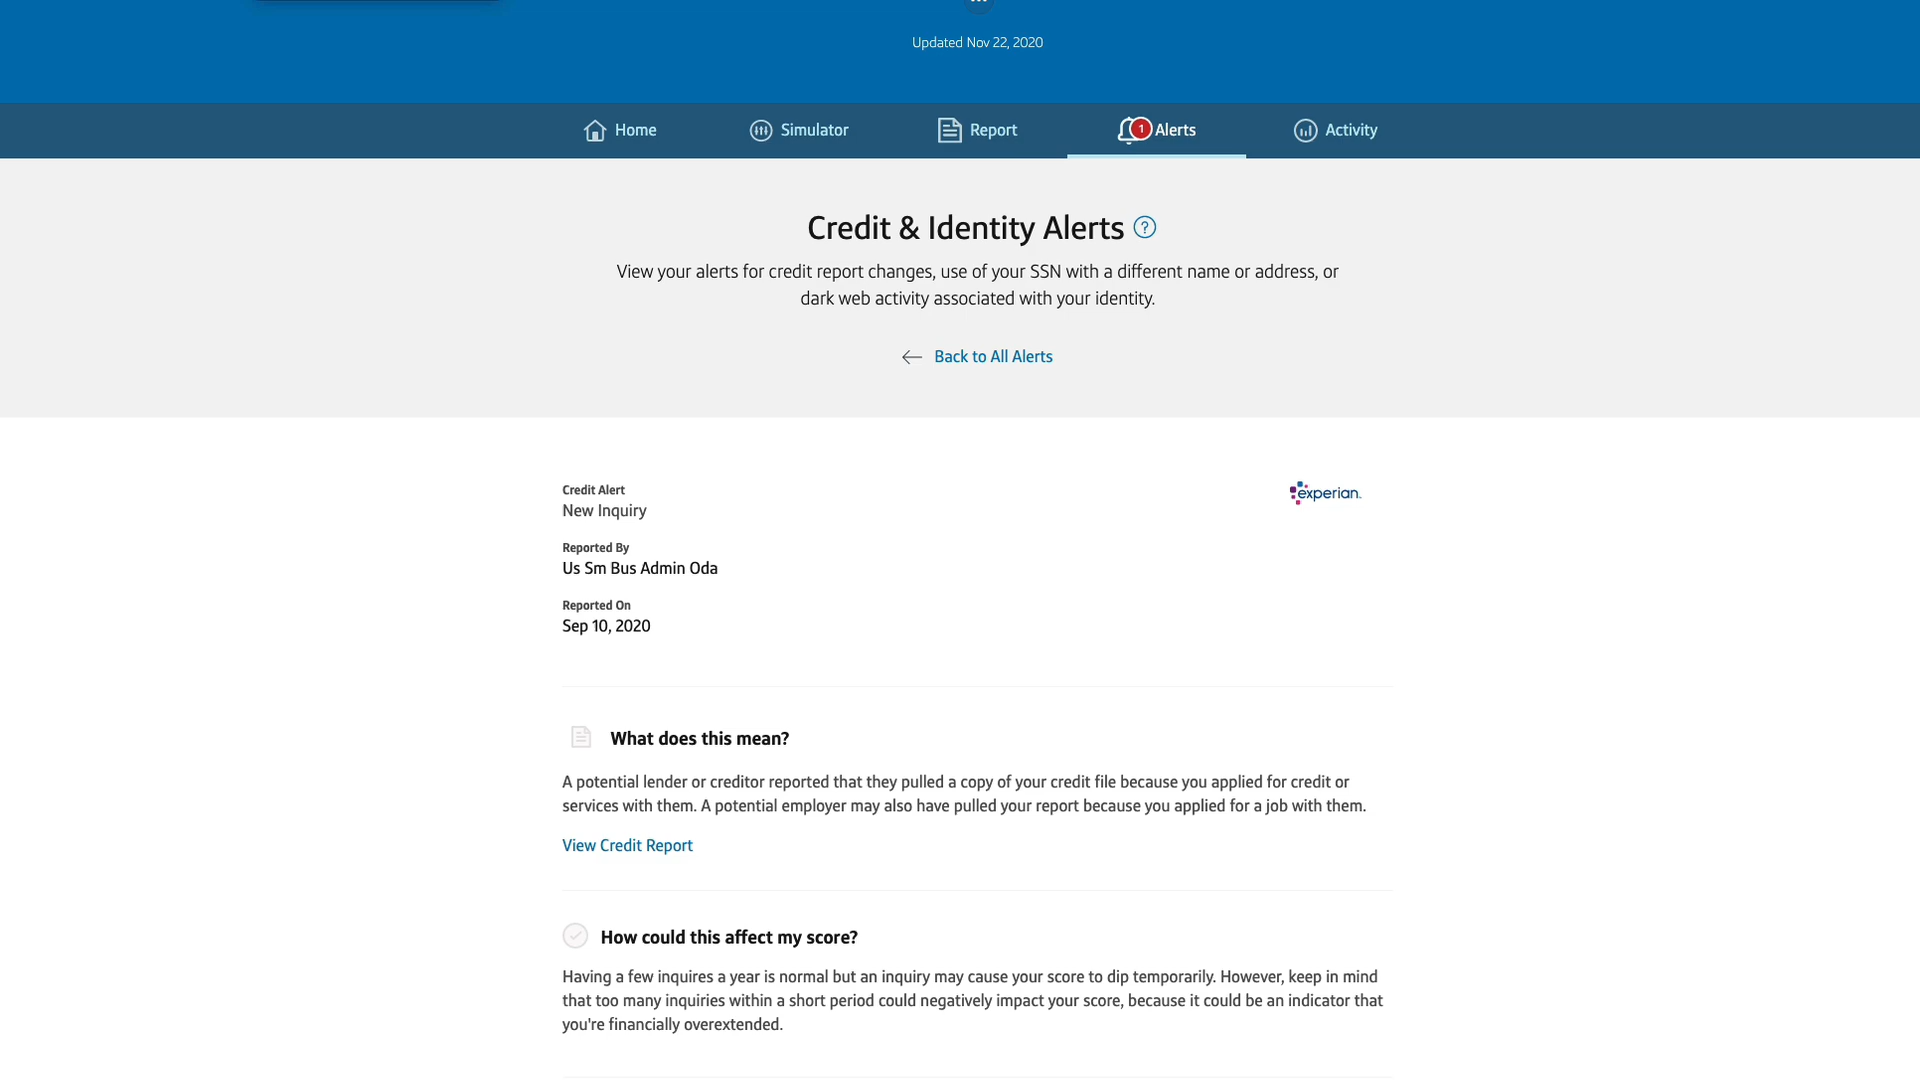 Updated Nov 22, 2020
Home
Simulator
Report
1
Alerts
Activity
Credit & Identity Alerts ?
View your alerts for credit report changes, use of your SSN with a different name or address, or
dark web activity associated with your identity.
Back to All Alerts
Credit Alert
experian.
New Inquiry
Reported By
Us Sm Bus Admin Oda
Reported On
Sep 10, 2020
What does this mean?
A potential lender or creditor reported that they pulled a copy of your credit file because you applied for credit or
services with them. A potential employer may also have pulled your report because you applied for a job with them.
View Credit Report
How could this affect my score?
Having a few inquires a year is normal but an inquiry may cause your score to dip temporarily. However, keep in mind
that too many inquiries within a short period could negatively impact your score, because it could be an indicator that
you're financially overextended.